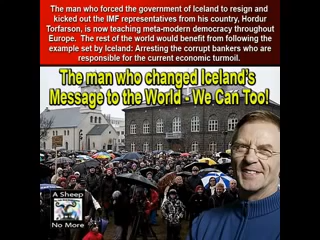 The man who forced the government of Iceland to resign and
kicked out the IMF representatives from his country, Hordur
Torfarson, is now teaching meta-modern democracy throughout
Europe. The rest of the world would benefit from following the
example set by Iceland: Arresting the corrupt bankers who are
responsible for the current economic turmoil.
The man who changed Iceland's
Message to the World - We Can Too!
A Sheep
No More